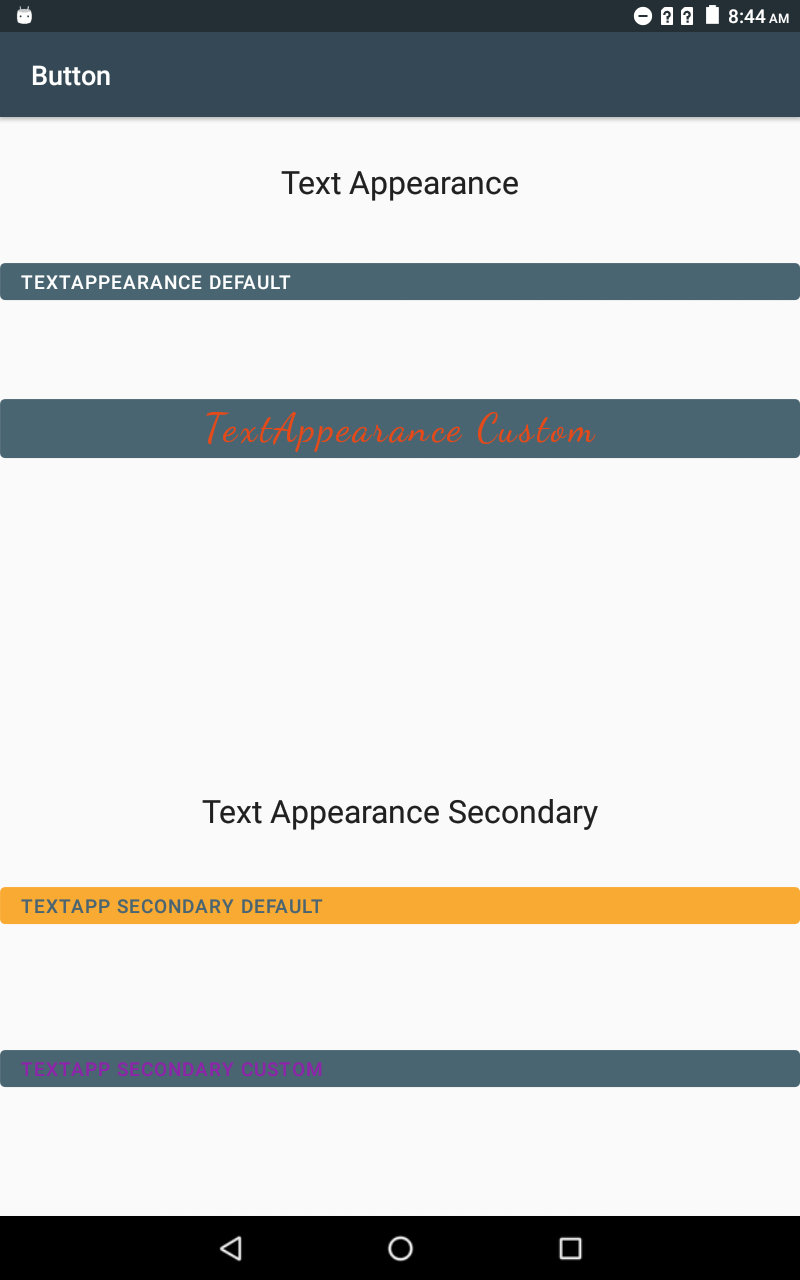 8:44 AM
Button
Text Appearance
TEXTAPPEARANCE DEFAULT
TextAppearance Custom
Text Appearance Secondary
TEXTAPP SECONDARY DEFAULT
TEXTAPP SECONDARY CUSTOM